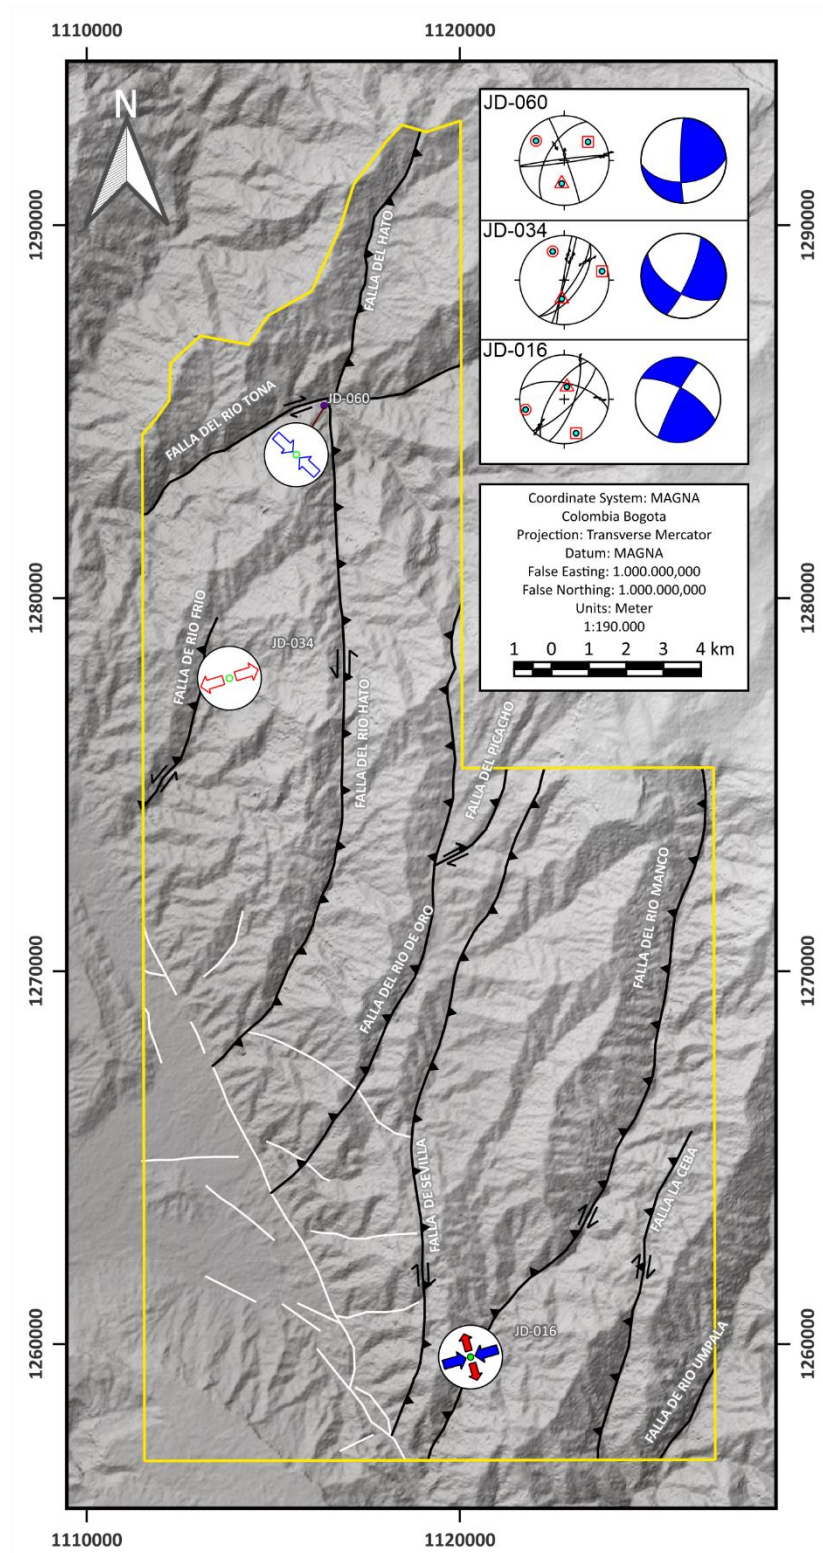 1110000
1120000
N
JD-060
JD-034
JD-016
1290000
1290000
FALLA DEL HATO
JD-060
FALLA DEL RIO TONA
Coordinate System: MAGNA
Colombia Bogota
Projection: Transverse Mercator
Datum: MAGNA
False Easting: 1.000.000,000
False Northing: 1.000.000,000
Units: Meter
1:190.000
1 0 1 2 3 4 km
1280000
1280000
FALLA DE RIO FRIO
JD-034
FALLA DEL RIO HATO
FALLA DEL PICACHO
FALLA DEL RIO MANCO
FALLA DEL RIO DE ORO
1270000
1270000
FALLA DE SEVILLA
FALLA LA CEBA
JD-016
FALLA DE RIO UMPALA
1260000
1260000
1110000
1120000